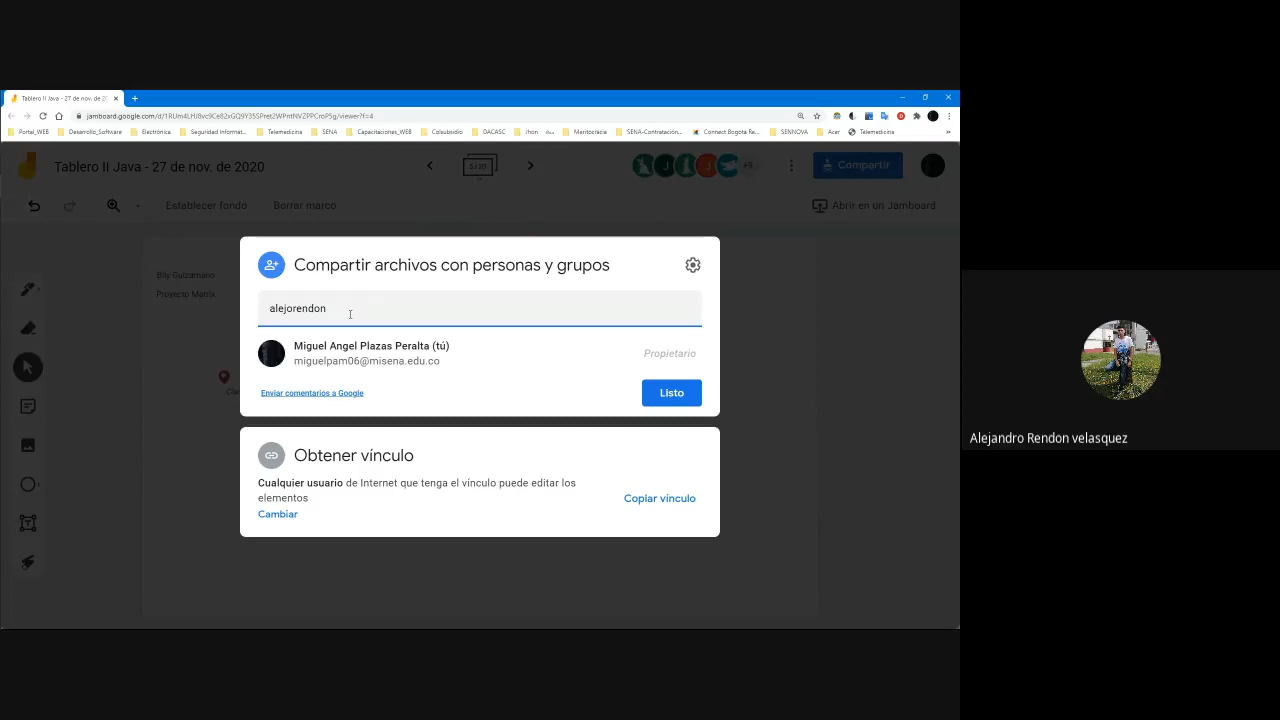 Tablero II Java - 27 de nov. de 20
jamboard.google.com/d/1RUm4LHJ8vc9Ce82xGQ9Y35SPret2WPntNVZPPCroP5g/viewer?f=4
Portal_WEB Desarrollo_Software Electrónica Seguridad Informat... Telemedicina SENA Capacitaciones_WEB Colsubsidio DACASC Jhon Meritocracia SENA-Contratación... Connect Bogotá Re... SENNOVA Acer Telemedicina »
Tablero II Java - 27 de nov. de 2020
+9
Compartir
Establecer fondo
Borrar marco
Abrir en un Jamboard
Proyecto Matrix
Compartir archivos con personas y grupos
alejorendon
Miguel Angel Plazas Peralta (tú)
miguelpam06@misena.edu.co
Propietario
Enviar comentarios a Google
Listo
Obtener vínculo
Cualquier usuario de Internet que tenga el vínculo puede editar los
elementos
Cambiar
Copiar vínculo
Alejandro Rendon velasquez